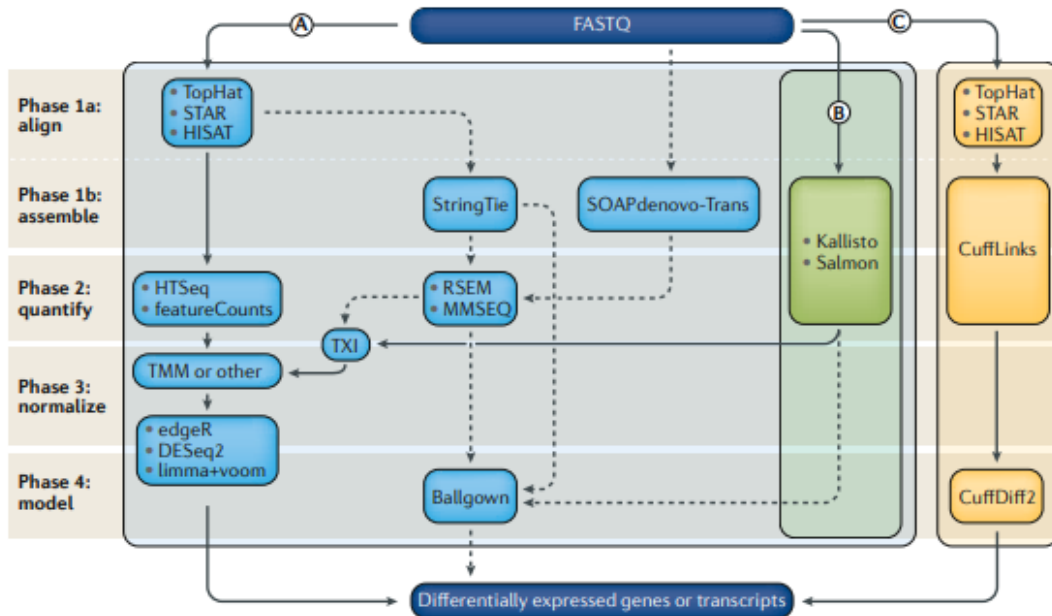 FASTQ
A
B
C
Phase 1a:
align
• TopHat
• STAR
• HISAT
• TopHat
• STAR
• HISAT
Phase 1b:
assemble
StringTie
SOAPdenovo-Trans
• Kallisto
• Salmon
CuffLinks
Phase 2:
quantify
• HTSeq
• featureCounts
• RSEM
• MMSEQ
TXI
Phase 3:
normalize
TMM or other
• edgeR
• DESeq2
• limma+voom
Phase 4:
model
Ballgown
CuffDiff2
Differentially expressed genes or transcripts